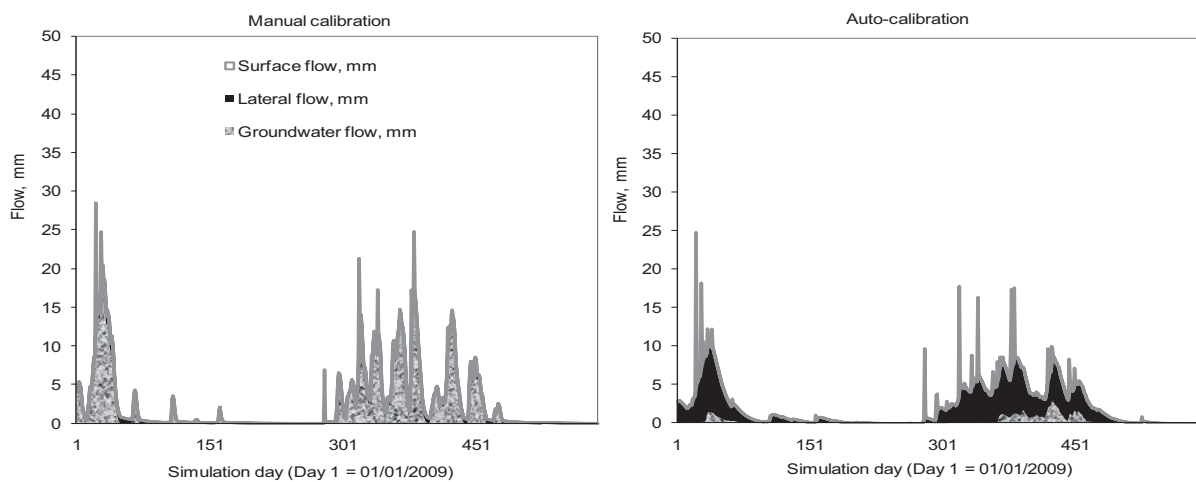 Manual calibration
50
45
40
35
30
25
20
15
10
5
0
Flow, mm
Surface flow, mm
Lateral flow, mm
Groundwater flow, mm
1 151 301 451
Simulation day (Day 1 = 01/01/2009)
Auto-calibration
50
45
40
35
30
25
20
15
10
5
0
Flow, mm
1 151 301 451
Simulation day (Day 1 = 01/01/2009)